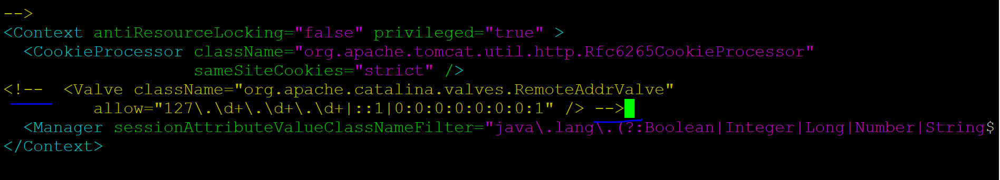 -->
<Context antiResourceLocking="false" privileged="true" >
  <CookieProcessor className="org.apache.tomcat.util.http.Rfc6265CookieProcessor"
                   sameSiteCookies="strict" />
<!--  <Valve className="org.apache.catalina.valves.RemoteAddrValve"
         allow="127\.\d+\.\d+\.\d+|::1|0:0:0:0:0:0:0:1" /> -->
  <Manager sessionAttributeValueClassNameFilter="java\.lang\.(?:Boolean|Integer|Long|Number|String$
</Context>